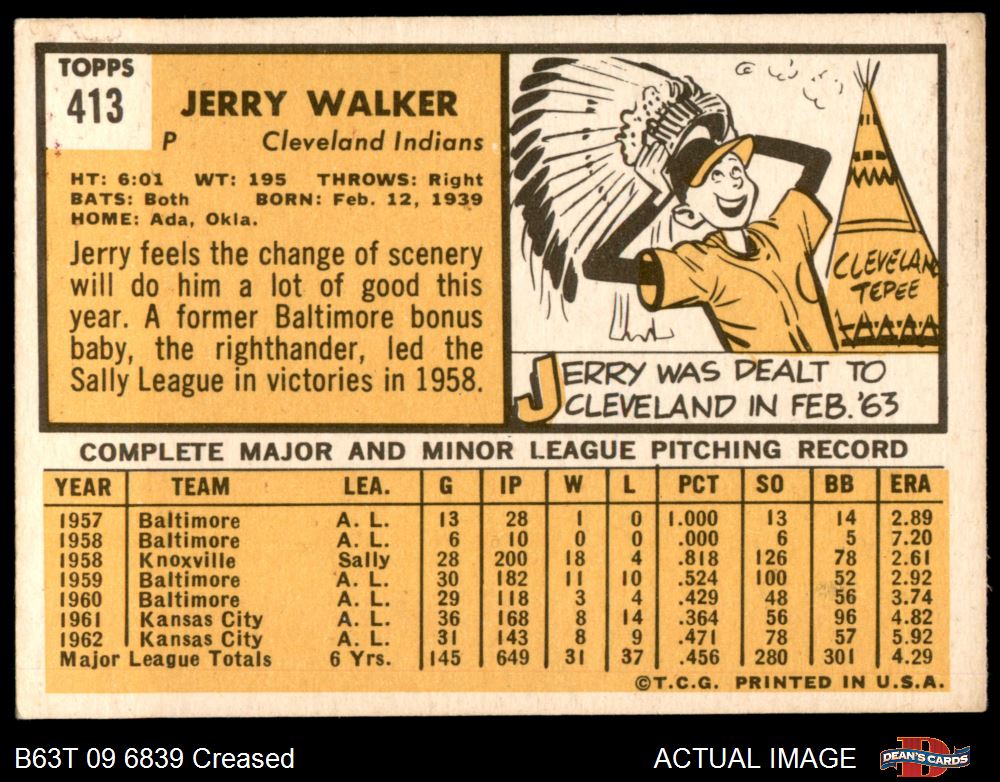 TOPPS
413
JERRY WALKER
P Cleveland Indians
HT: 6:01 WT: 195 THROWS: Right
BATS: Both BORN: Feb. 12, 1939
HOME: Ada, Okla.
Jerry feels the change of scenery
will do him a lot of good this
year. A former Baltimore bonus
baby, the righthander, led the
Sally League in victories in 1958.
CLEVELAN
TEPEE
JERRY WAS DEALT TO
CLEVELAND IN FEB. '63
COMPLETE MAJOR AND MINOR LEAGUE PITCHING RECORD
YEAR TEAM LEA. G IP W L PCT SO BB ERA
1957 Baltimore A. L. 13 28 1 0 1.000 13 14 2.89
1958 Baltimore A. L. 6 10 0 0 .000 6 5 7.20
1958 Knoxville Sally 28 200 18 4 .818 126 78 2.61
1959 Baltimore A. L. 30 182 11 10 .524 100 52 2.92
1960 Baltimore A. L. 29 118 3 4 .429 48 56 3.74
1961 Kansas City A. L. 36 168 8 14 .364 56 96 4.82
1962 Kansas City A. L. 31 143 8 9 .471 78 57 5.92
Major League Totals 6 Yrs. 145 649 31 37 .456 280 301 4.29
©T.C.G. PRINTED IN U.S.A.
B63T 09 6839 Creased
ACTUAL IMAGE
DEAN'S CARDS